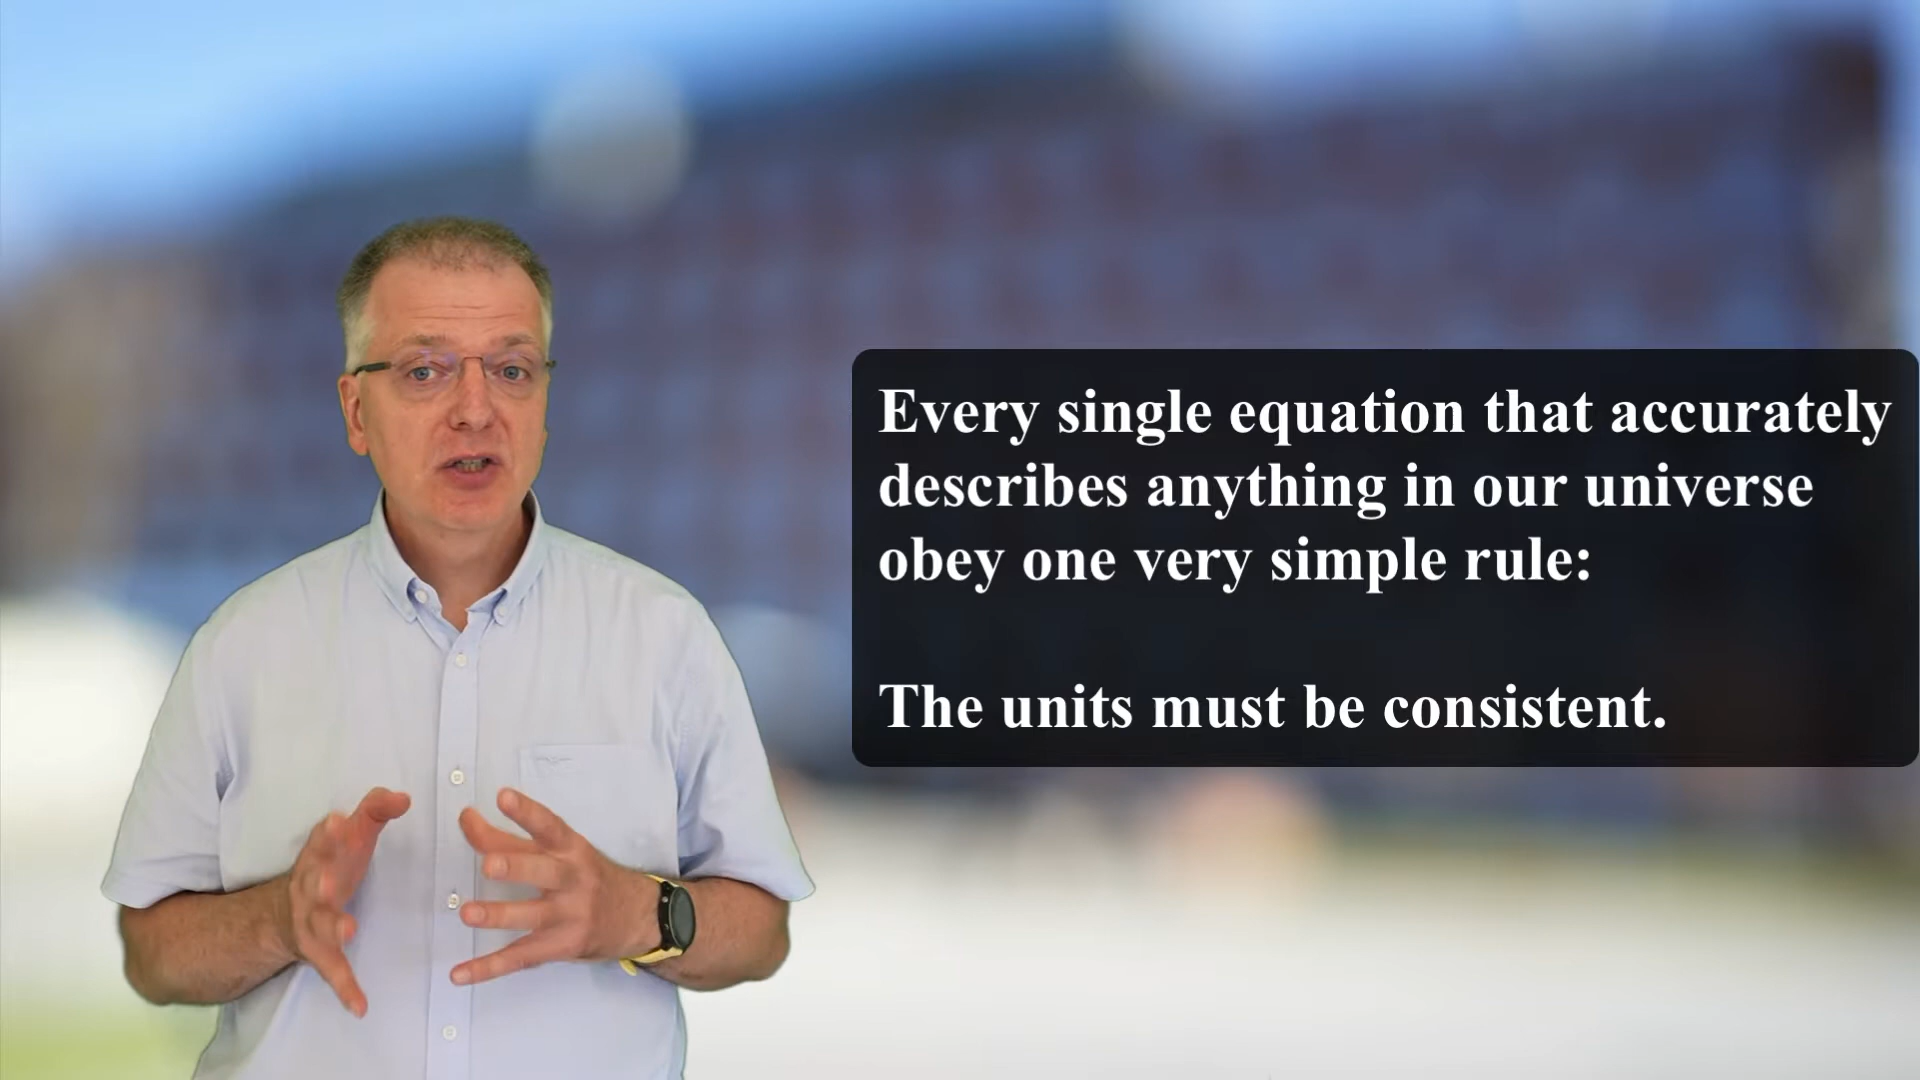 Every single equation that accurately
describes anything in our universe
obey one very simple rule:
The units must be consistent.